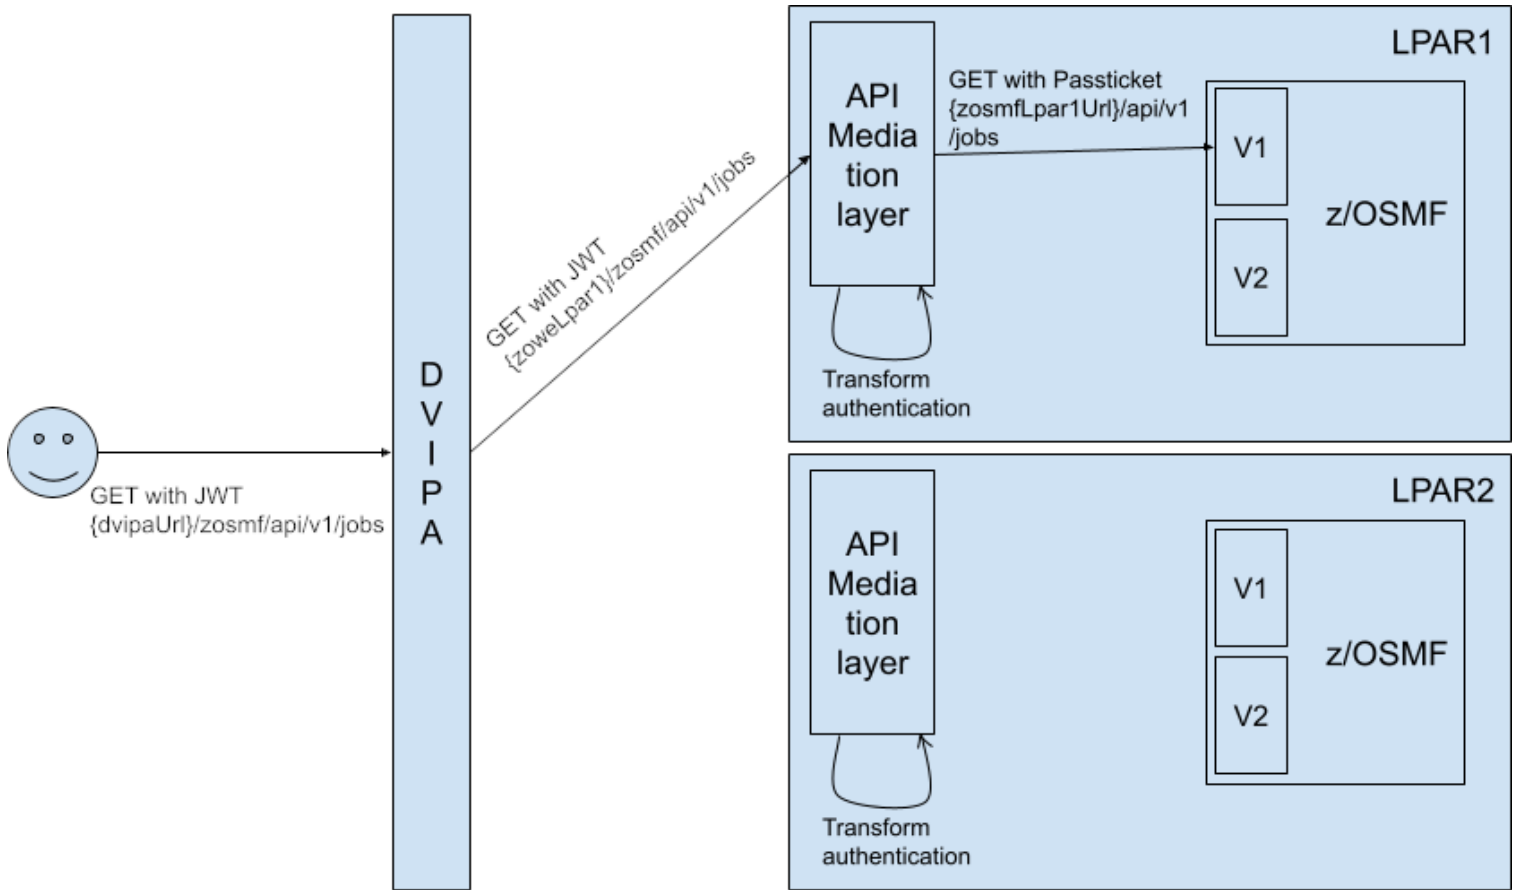 GET with JWT
{dvipaUrl}/zosmf/api/v1/jobs
D
V
I
P
A
GET with JWT
{zoweLpar1}/zosmf/api/v1/jobs
LPAR1
API
Media
tion
layer
GET with Passticket
{zosmfLpar1Url}/api/v1
/jobs
V1
V2
z/OSMF
Transform
authentication
LPAR2
API
Media
tion
layer
V1
V2
z/OSMF
Transform
authentication